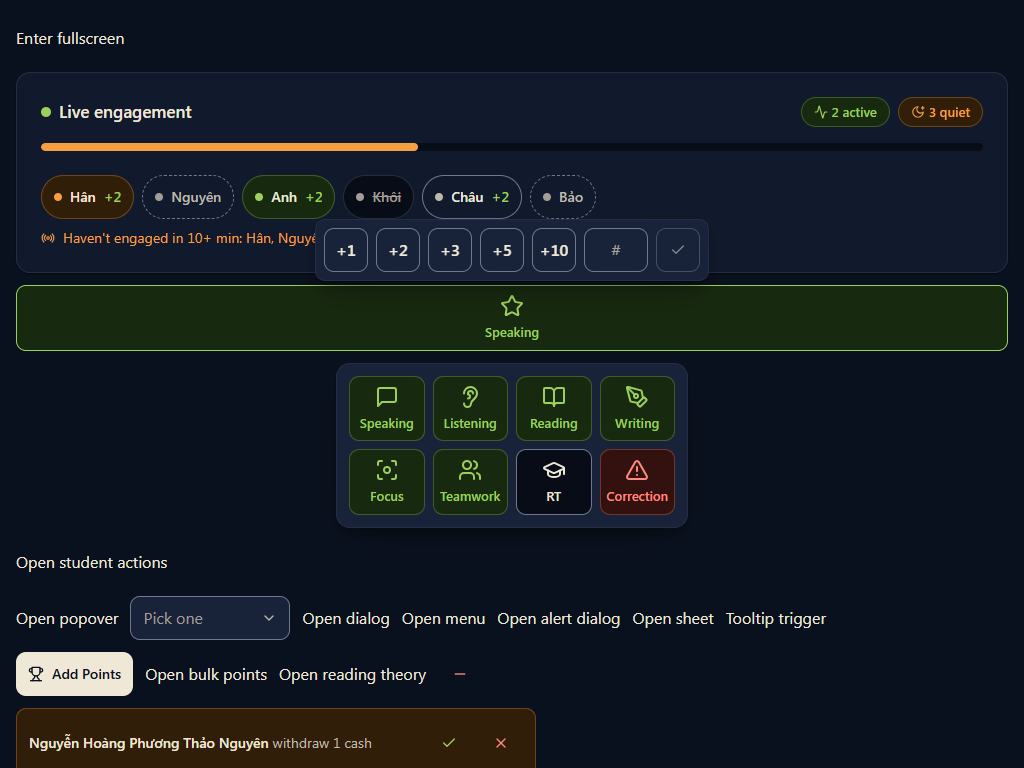 Enter fullscreen
Live engagement
2 active
3 quiet
Hân +2
Nguyên
Anh +2
Khôi
Châu +2
Bảo
Haven't engaged in 10+ min: Hân,
+1
+2
+3
+5
+10
#
Speaking
Speaking
Listening
Reading
Writing
Focus
Teamwork
RT
Correction
Open student actions
Open popover
Pick one
Open dialog
Open menu
Open alert dialog
Open sheet
Tooltip trigger
Add Points
Open bulk points
Open reading theory
Nguyễn Hoàng Phương Thảo Nguyên withdraw 1 cash